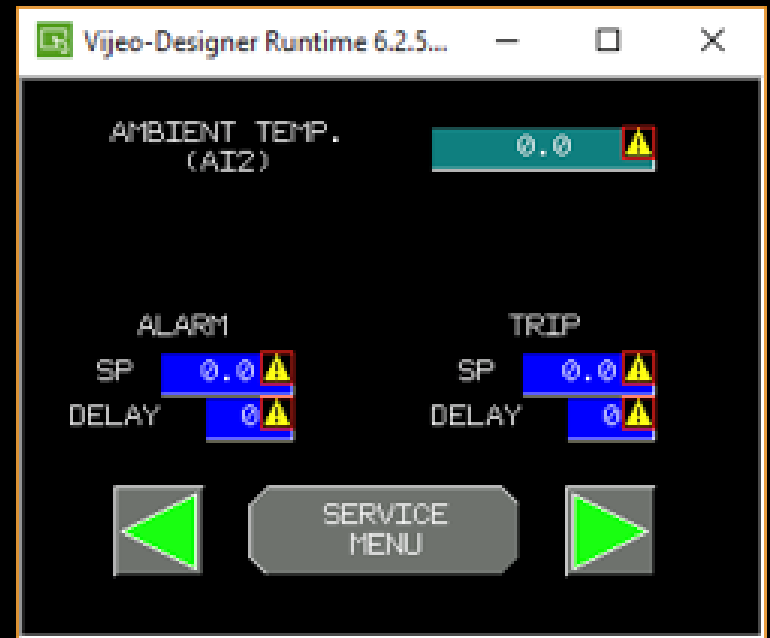 Vijeo-Designer Runtime 6.2.5...
AMBIENT TEMP.
(AI2)
0.0
ALARM
TRIP
SP 0.0
SP 0.0
DELAY 0
DELAY 0
SERVICE
MENU